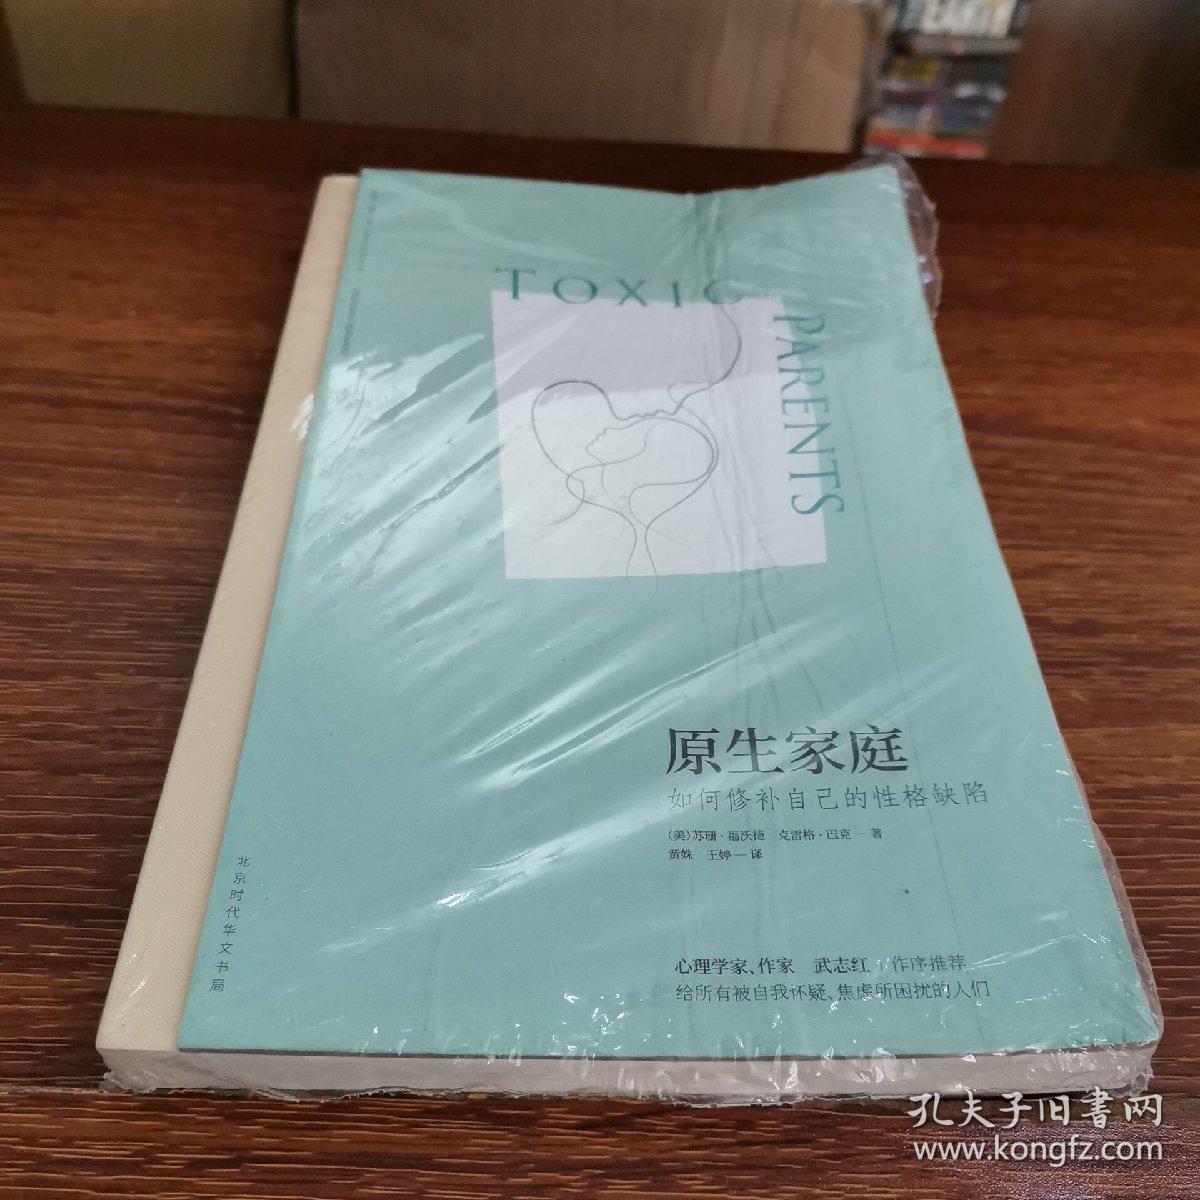 TOXIC
PARENTS
原生家庭
如何修补自己的性格缺陷
(美)苏珊·福沃德 克雷格·巴克—著
黄姝 王婷—译
心理学家、作家 武志红 作序推荐
给所有被自我怀疑、焦虑所困扰的人们
北京时代华文书局
孔夫子旧书网
www.kongfz.com